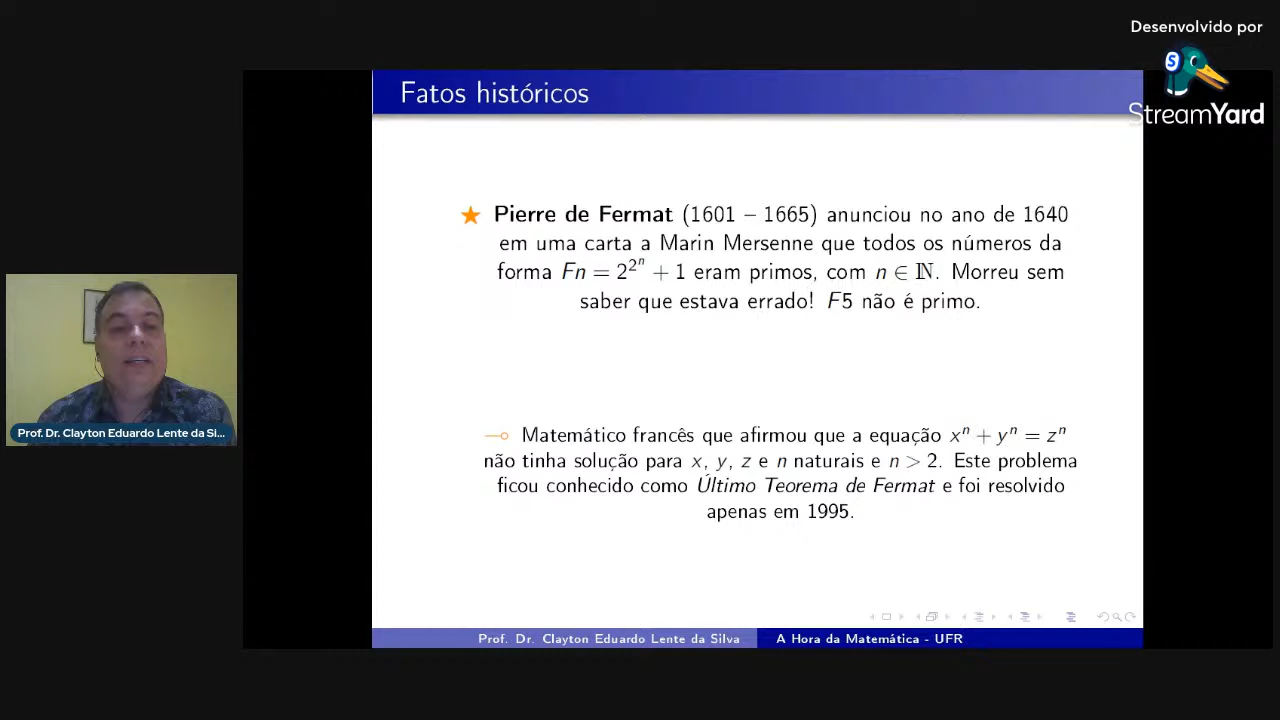 Desenvolvido por
S
StreamYard
Fatos históricos
Pierre de Fermat (1601 – 1665) anunciou no ano de 1640
em uma carta a Marin Mersenne que todos os números da
forma Fn = 2^{2^n} + 1 eram primos, com n ∈ ℕ. Morreu sem
saber que estava errado! F5 não é primo.
Matemático francês que afirmou que a equação xⁿ + yⁿ = zⁿ
não tinha solução para x, y, z e n naturais e n > 2. Este problema
ficou conhecido como Último Teorema de Fermat e foi resolvido
apenas em 1995.
Prof. Dr. Clayton Eduardo Lente da Si...
Prof. Dr. Clayton Eduardo Lente da Silva
A Hora da Matemática - UFR